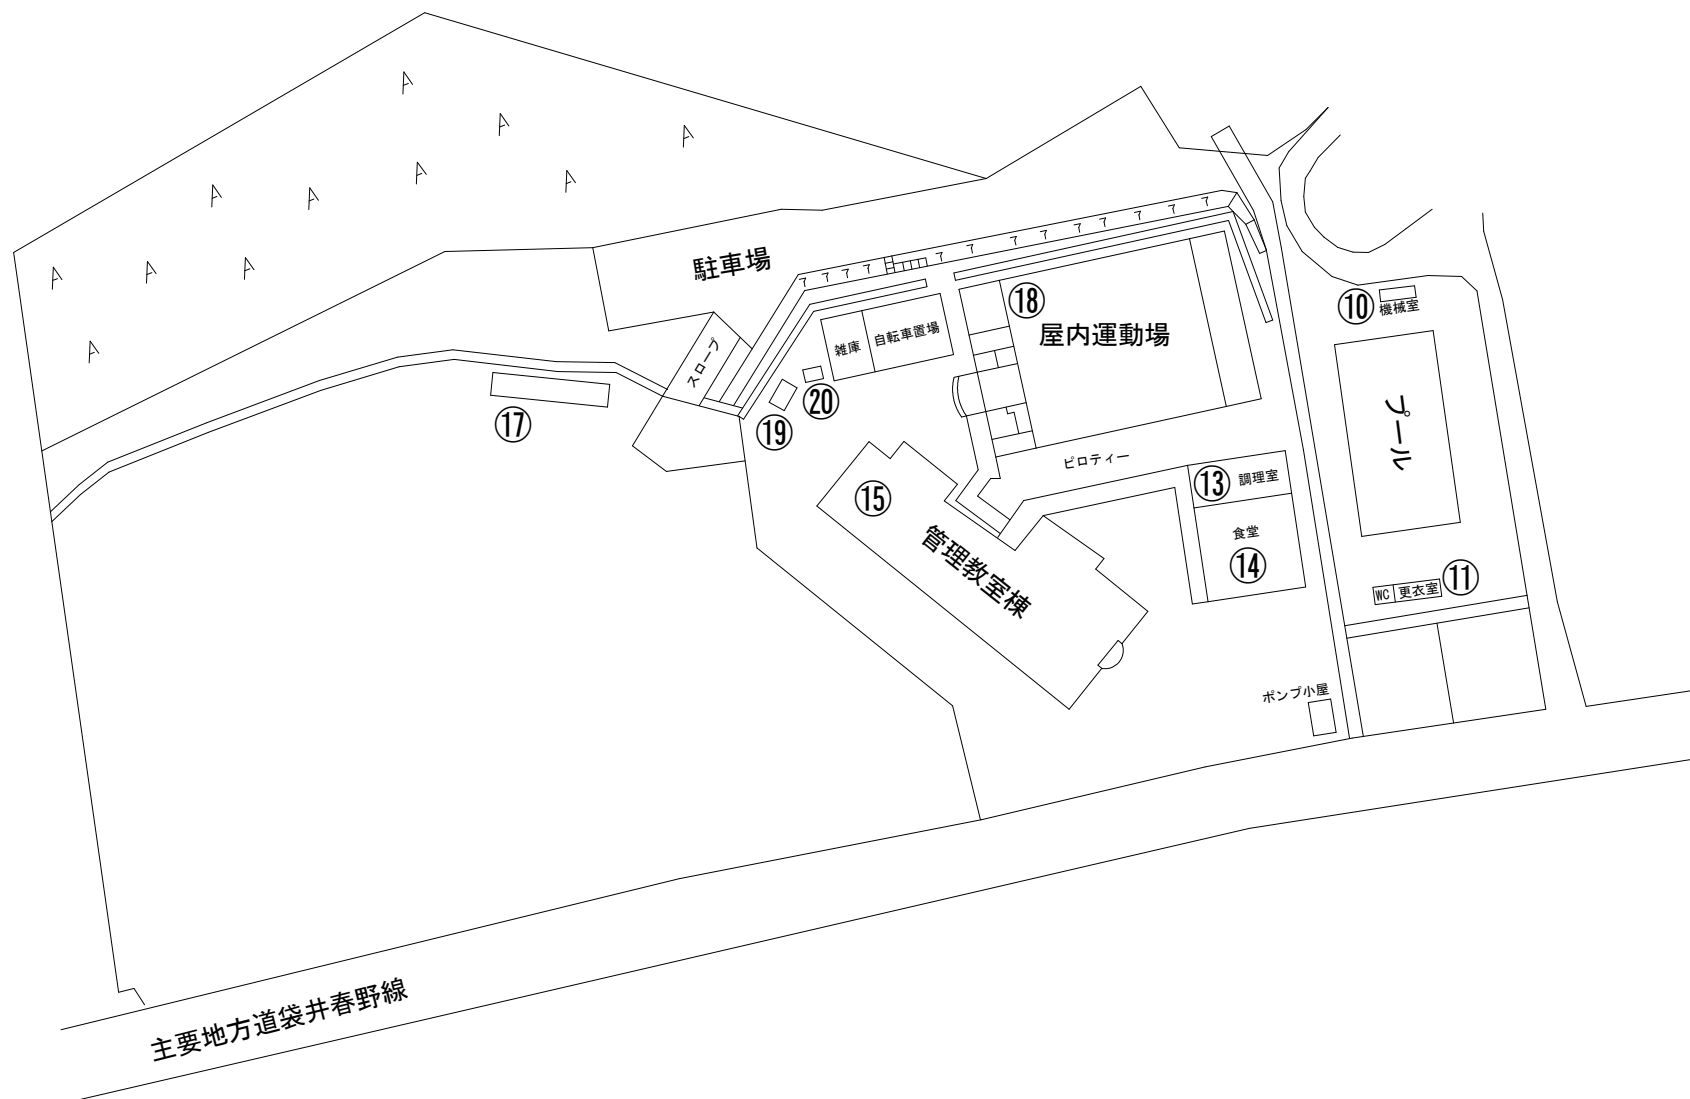 駐車場
スロープ
雑庫
自転車置場
⑱
屋内運動場
⑩
機械室
プール
⑰
⑲
⑳
ピロティー
⑬
調理室
食堂
⑭
⑮
管理教室棟
WC
更衣室
⑪
ポンプ小屋
主要地方道袋井春野線